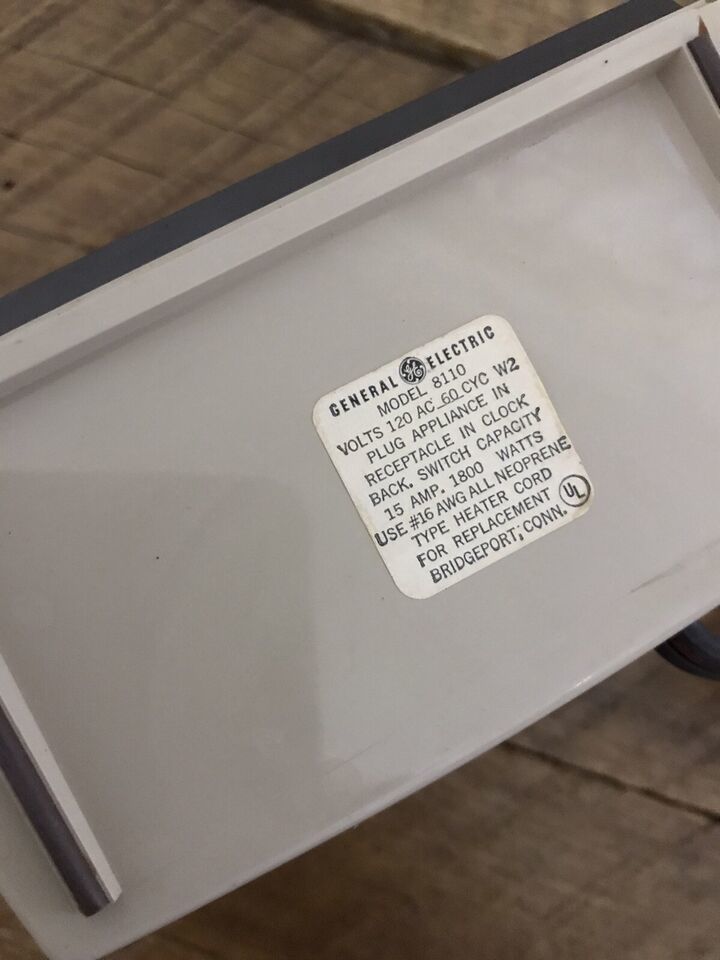 GENERAL GE ELECTRIC
MODEL 8110
VOLTS 120 AC 60 CYC W2
PLUG APPLIANCE IN
RECEPTACLE IN CLOCK
BACK. SWITCH CAPACITY
15 AMP. 1800 WATTS
USE #16 AWG ALL NEOPRENE
TYPE HEATER CORD
FOR REPLACEMENT UL
BRIDGEPORT, CONN.